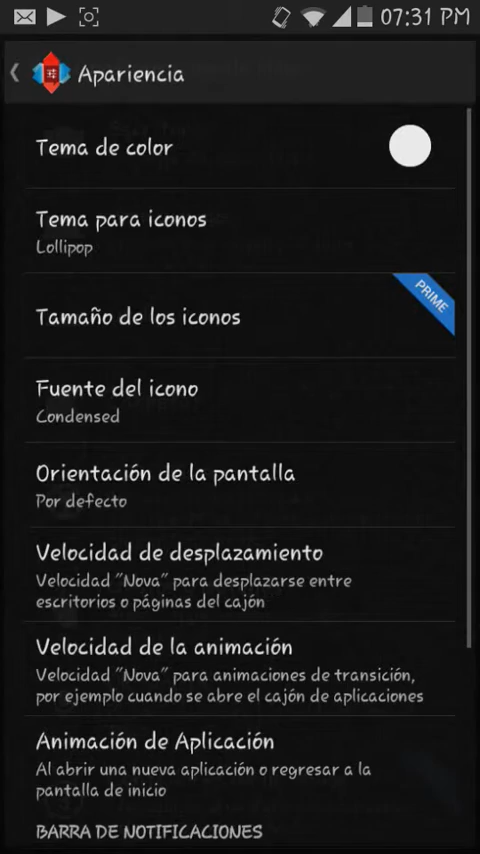 07:31 PM
Apariencia
Tema de color
Tema para iconos
Lollipop
PRIME
Tamaño de los iconos
Fuente del icono
Condensed
Orientación de la pantalla
Por defecto
Velocidad de desplazamiento
Velocidad "Nova" para desplazarse entre
escritorios o páginas del cajón
Velocidad de la animación
Velocidad "Nova" para animaciones de transición,
por ejemplo cuando se abre el cajón de aplicaciones
Animación de Aplicación
Al abrir una nueva aplicación o regresar a la
pantalla de inicio
BARRA DE NOTIFICACIONES